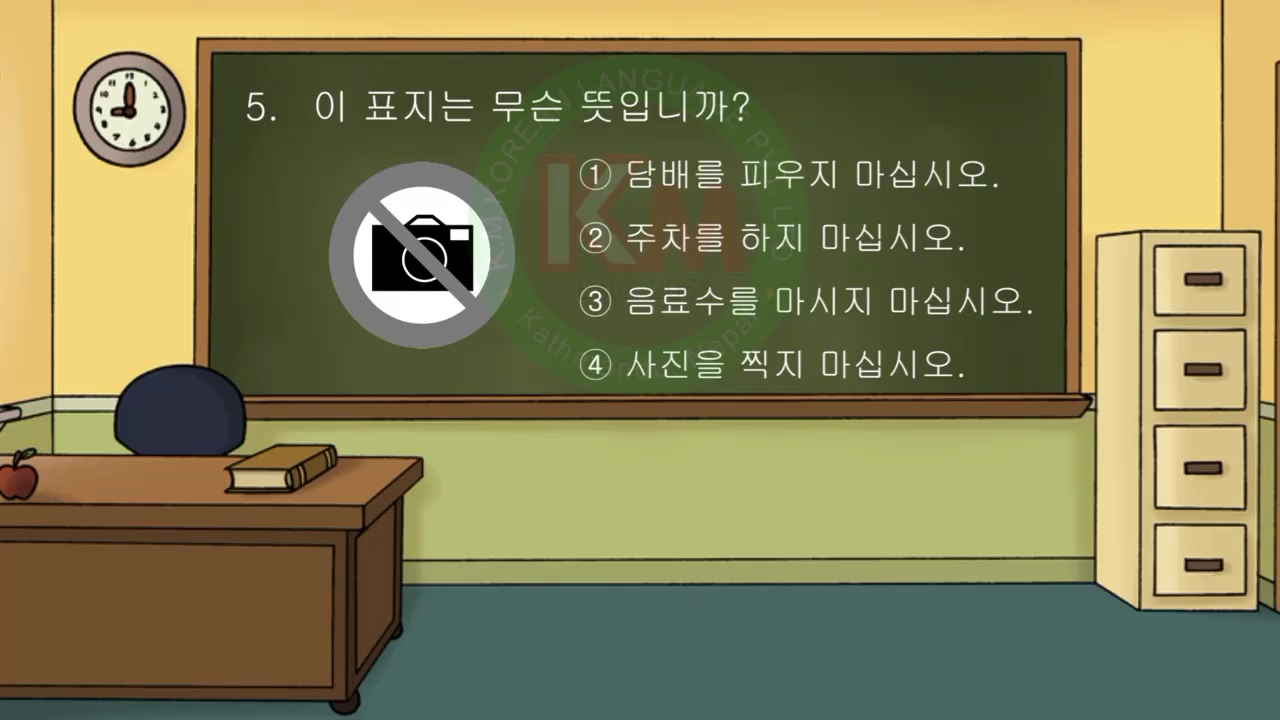 5. 이 표지는 무슨 뜻입니까?
① 담배를 피우지 마십시오.
② 주차를 하지 마십시오.
③ 음료수를 마시지 마십시오.
④ 사진을 찍지 마십시오.
KM